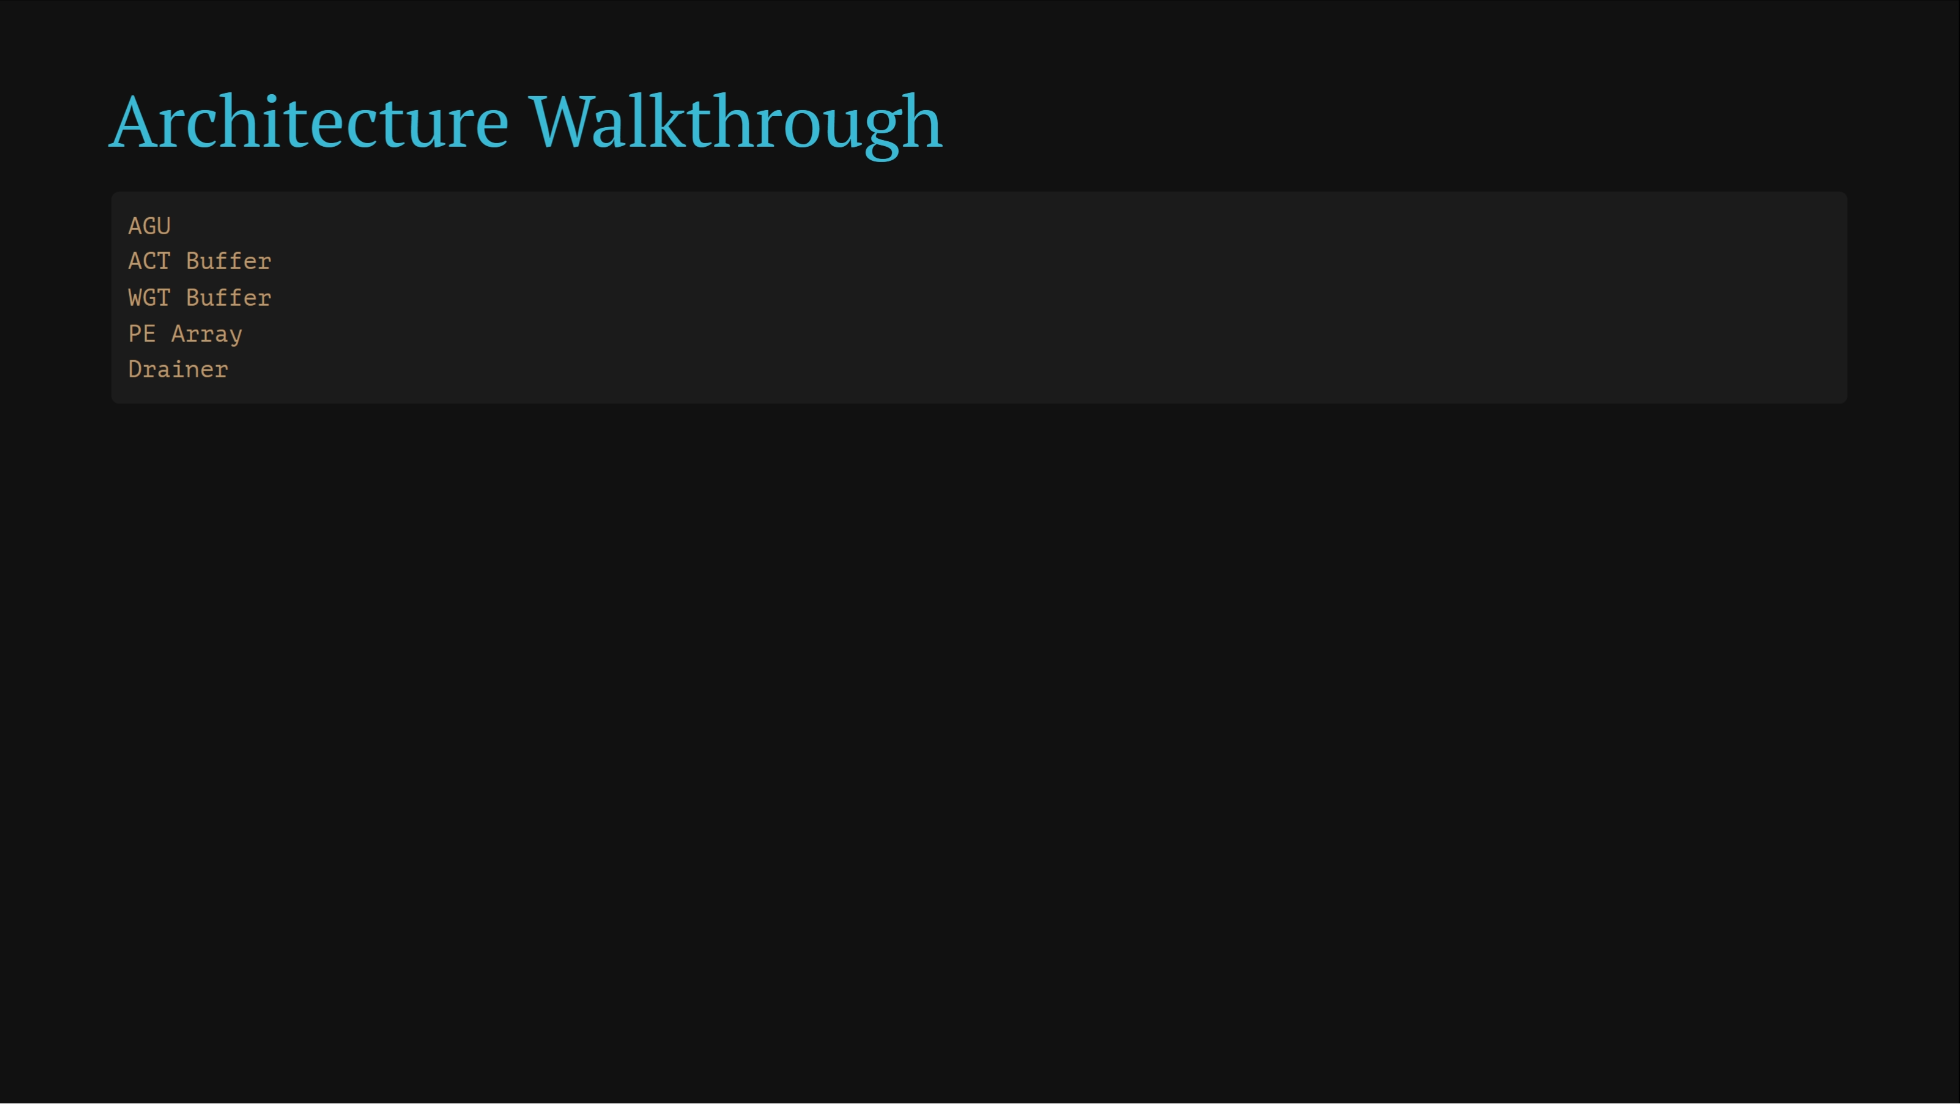 Architecture Walkthrough
AGU
ACT Buffer
WGT Buffer
PE Array
Drainer